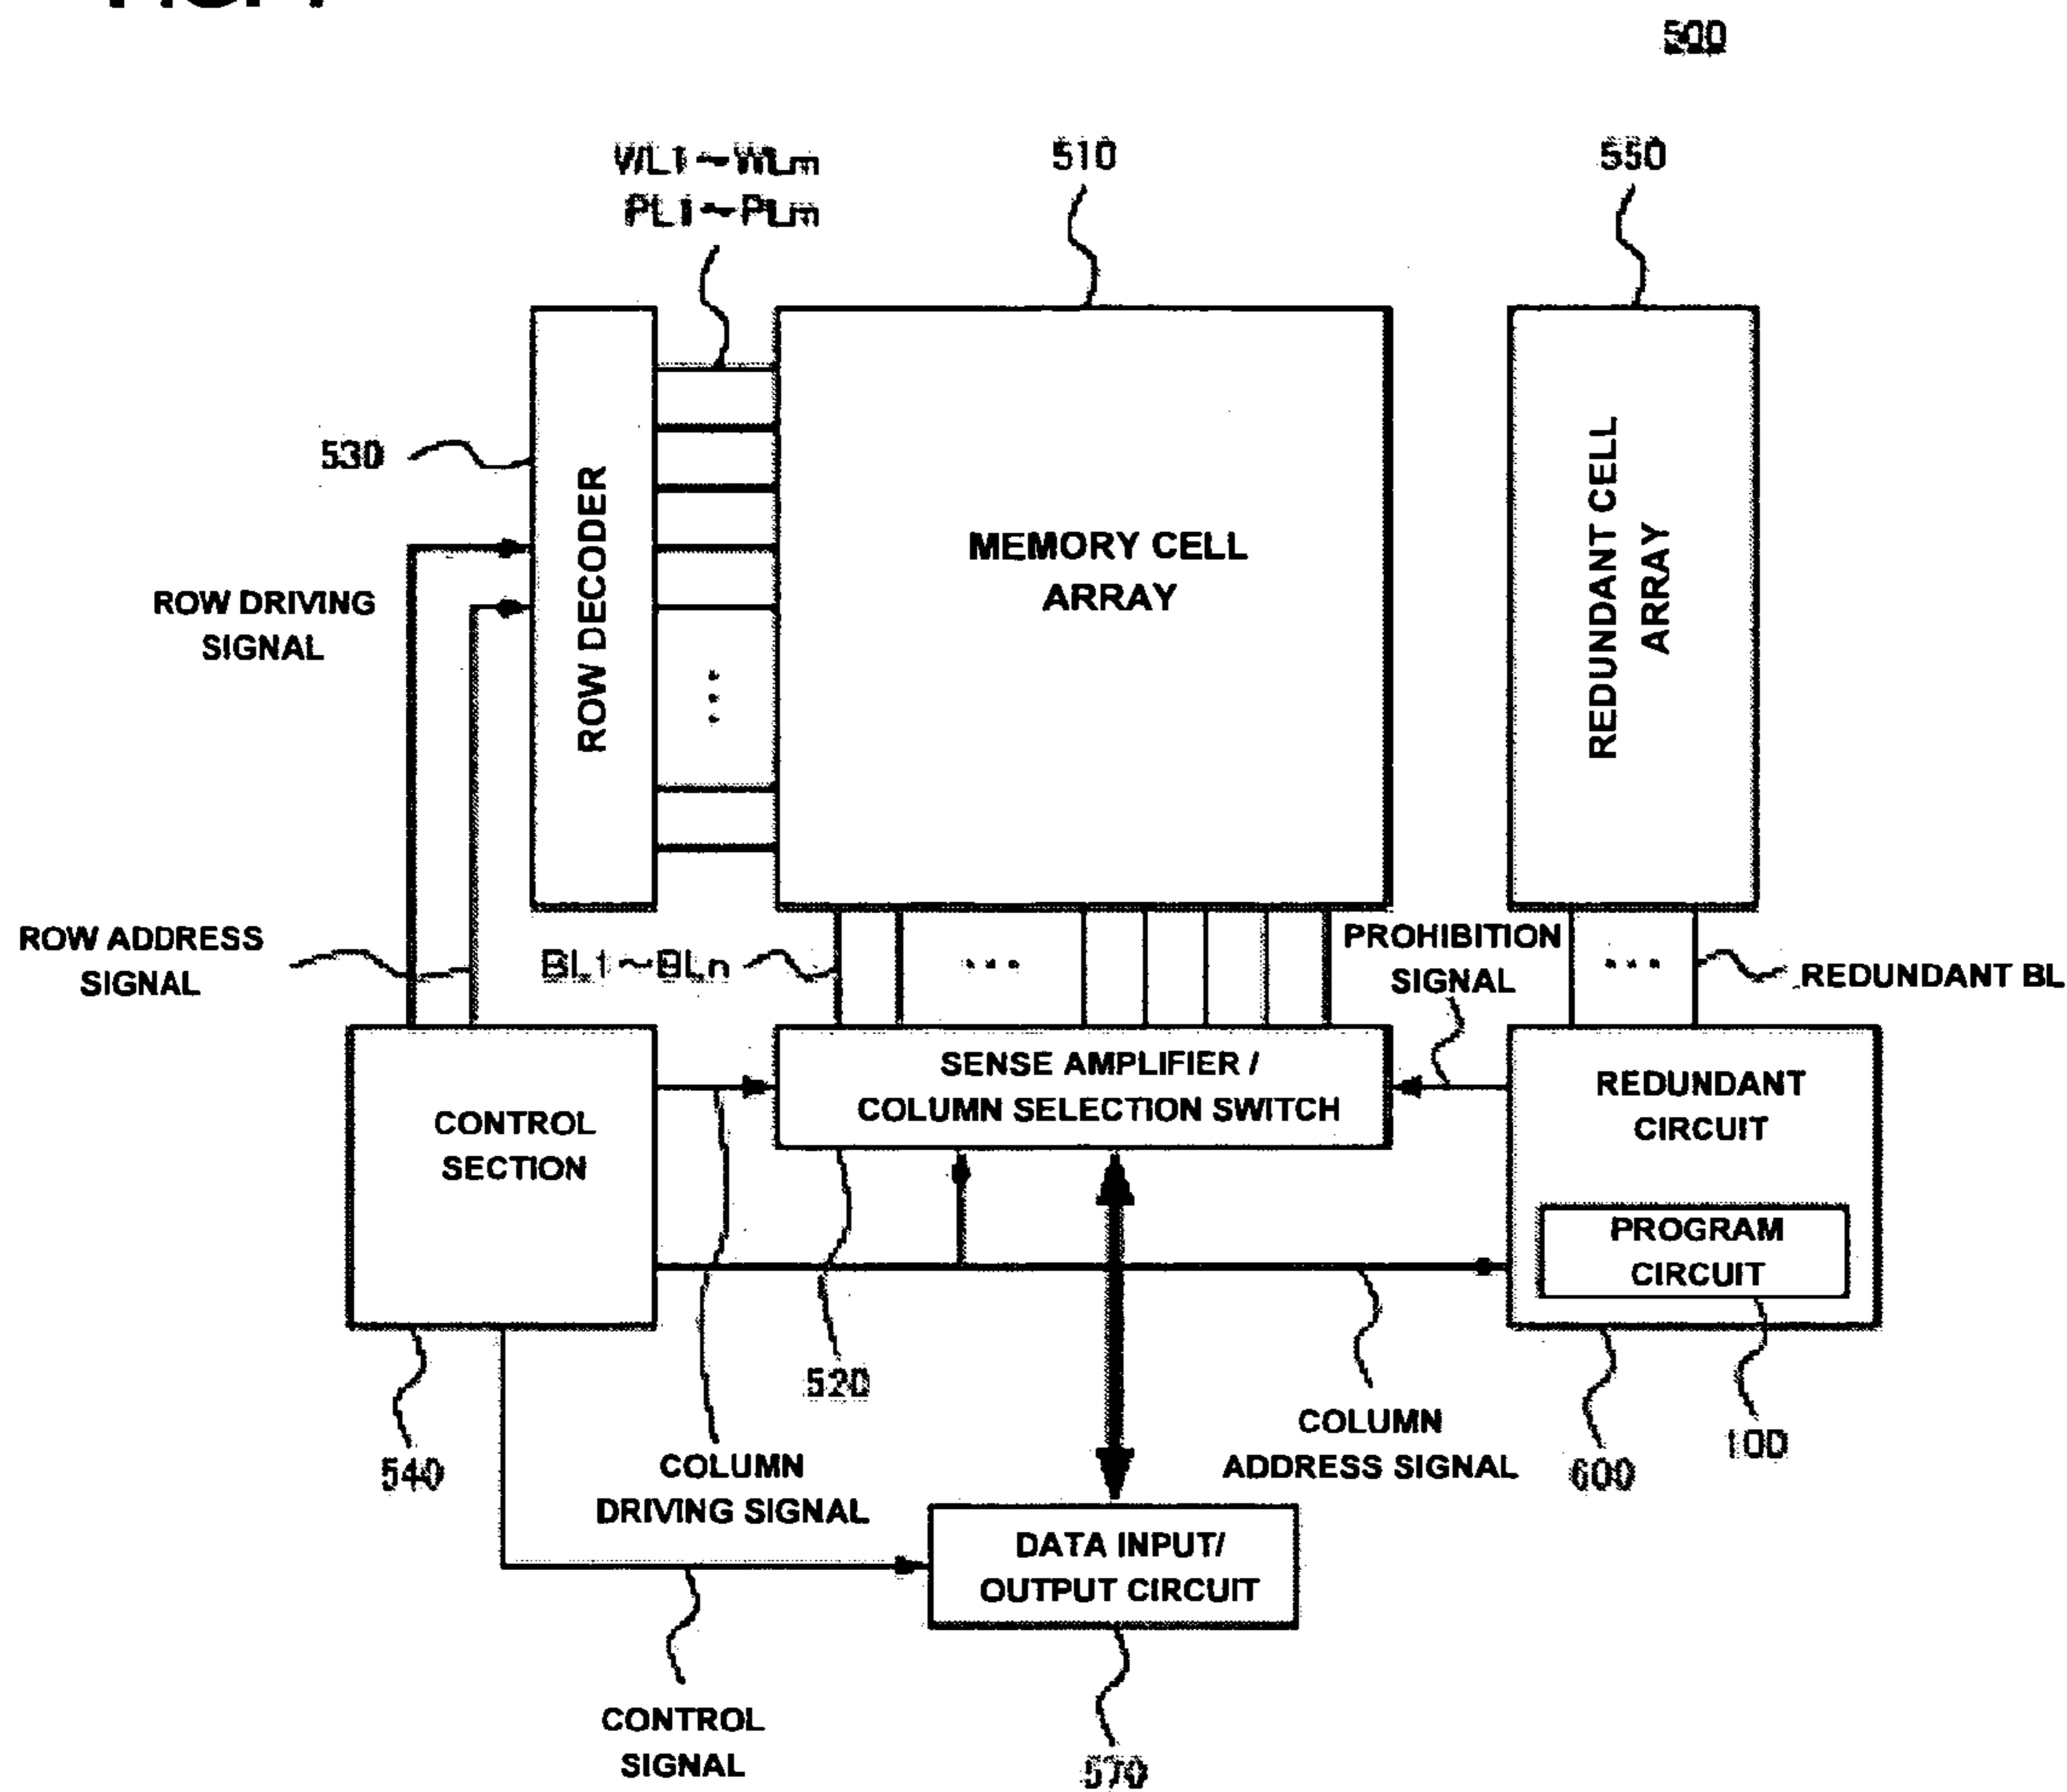 500
WL1~WLm
PL1~PLm
510
550
530
ROW DECODER
MEMORY CELL
ARRAY
REDUNDANT CELL
ARRAY
ROW DRIVING
SIGNAL
ROW ADDRESS
SIGNAL
BL1~BLn
...
PROHIBITION
SIGNAL
...
REDUNDANT BL
CONTROL
SECTION
SENSE AMPLIFIER /
COLUMN SELECTION SWITCH
REDUNDANT
CIRCUIT
PROGRAM
CIRCUIT
520
540
COLUMN
DRIVING SIGNAL
COLUMN
ADDRESS SIGNAL
600
100
DATA INPUT/
OUTPUT CIRCUIT
CONTROL
SIGNAL
570